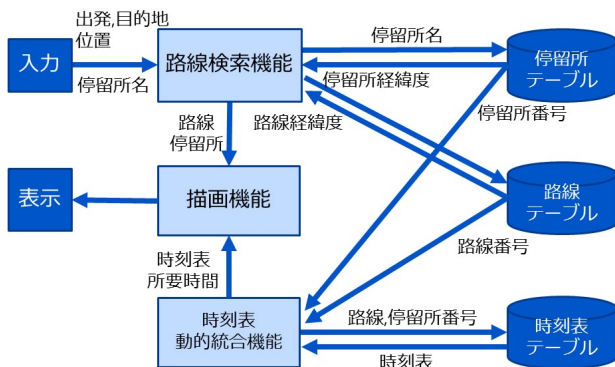 出発,目的地
位置
入力
停留所名
路線検索機能
停留所名
停留所経緯度
停留所
テーブル
停留所番号
路線
停留所
路線経緯度
表示
描画機能
路線
テーブル
路線番号
時刻表
所要時間
時刻表
動的統合機能
路線,停留所番号
時刻表
時刻表
テーブル